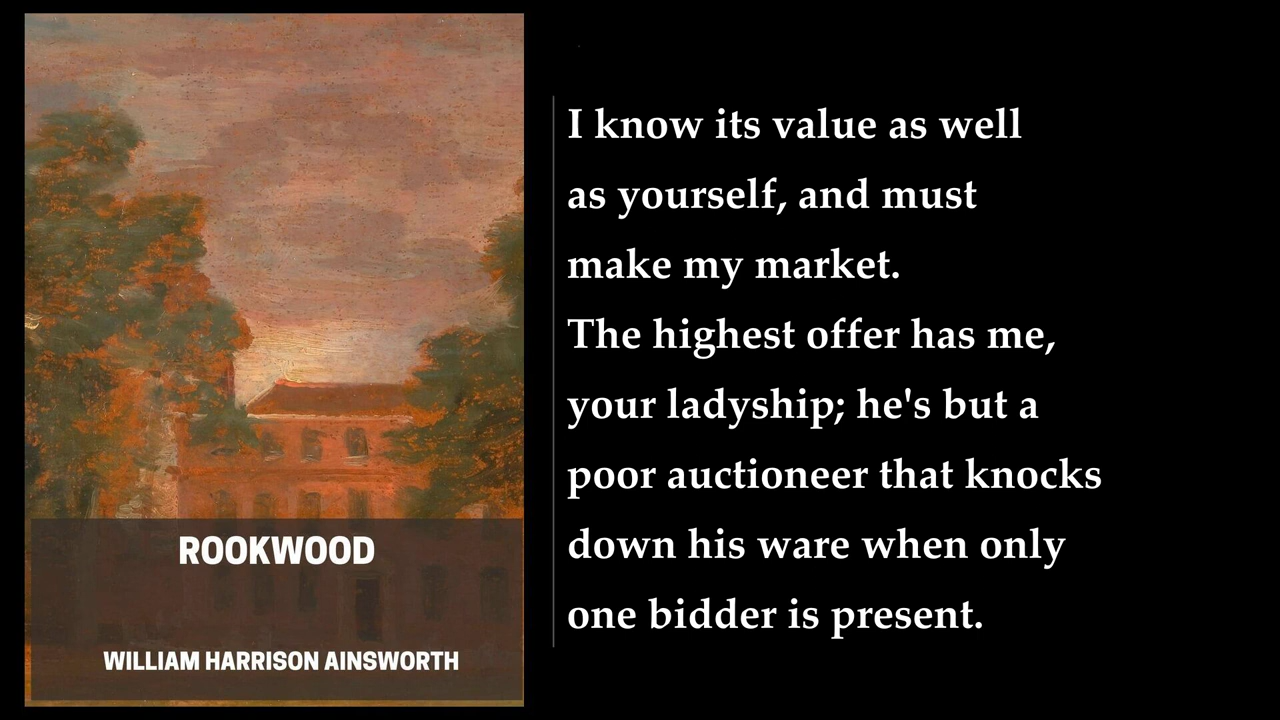 ROOKWOOD
WILLIAM HARRISON AINSWORTH
I know its value as well
as yourself, and must
make my market.
The highest offer has me,
your ladyship; he's but a
poor auctioneer that knocks
down his ware when only
one bidder is present.